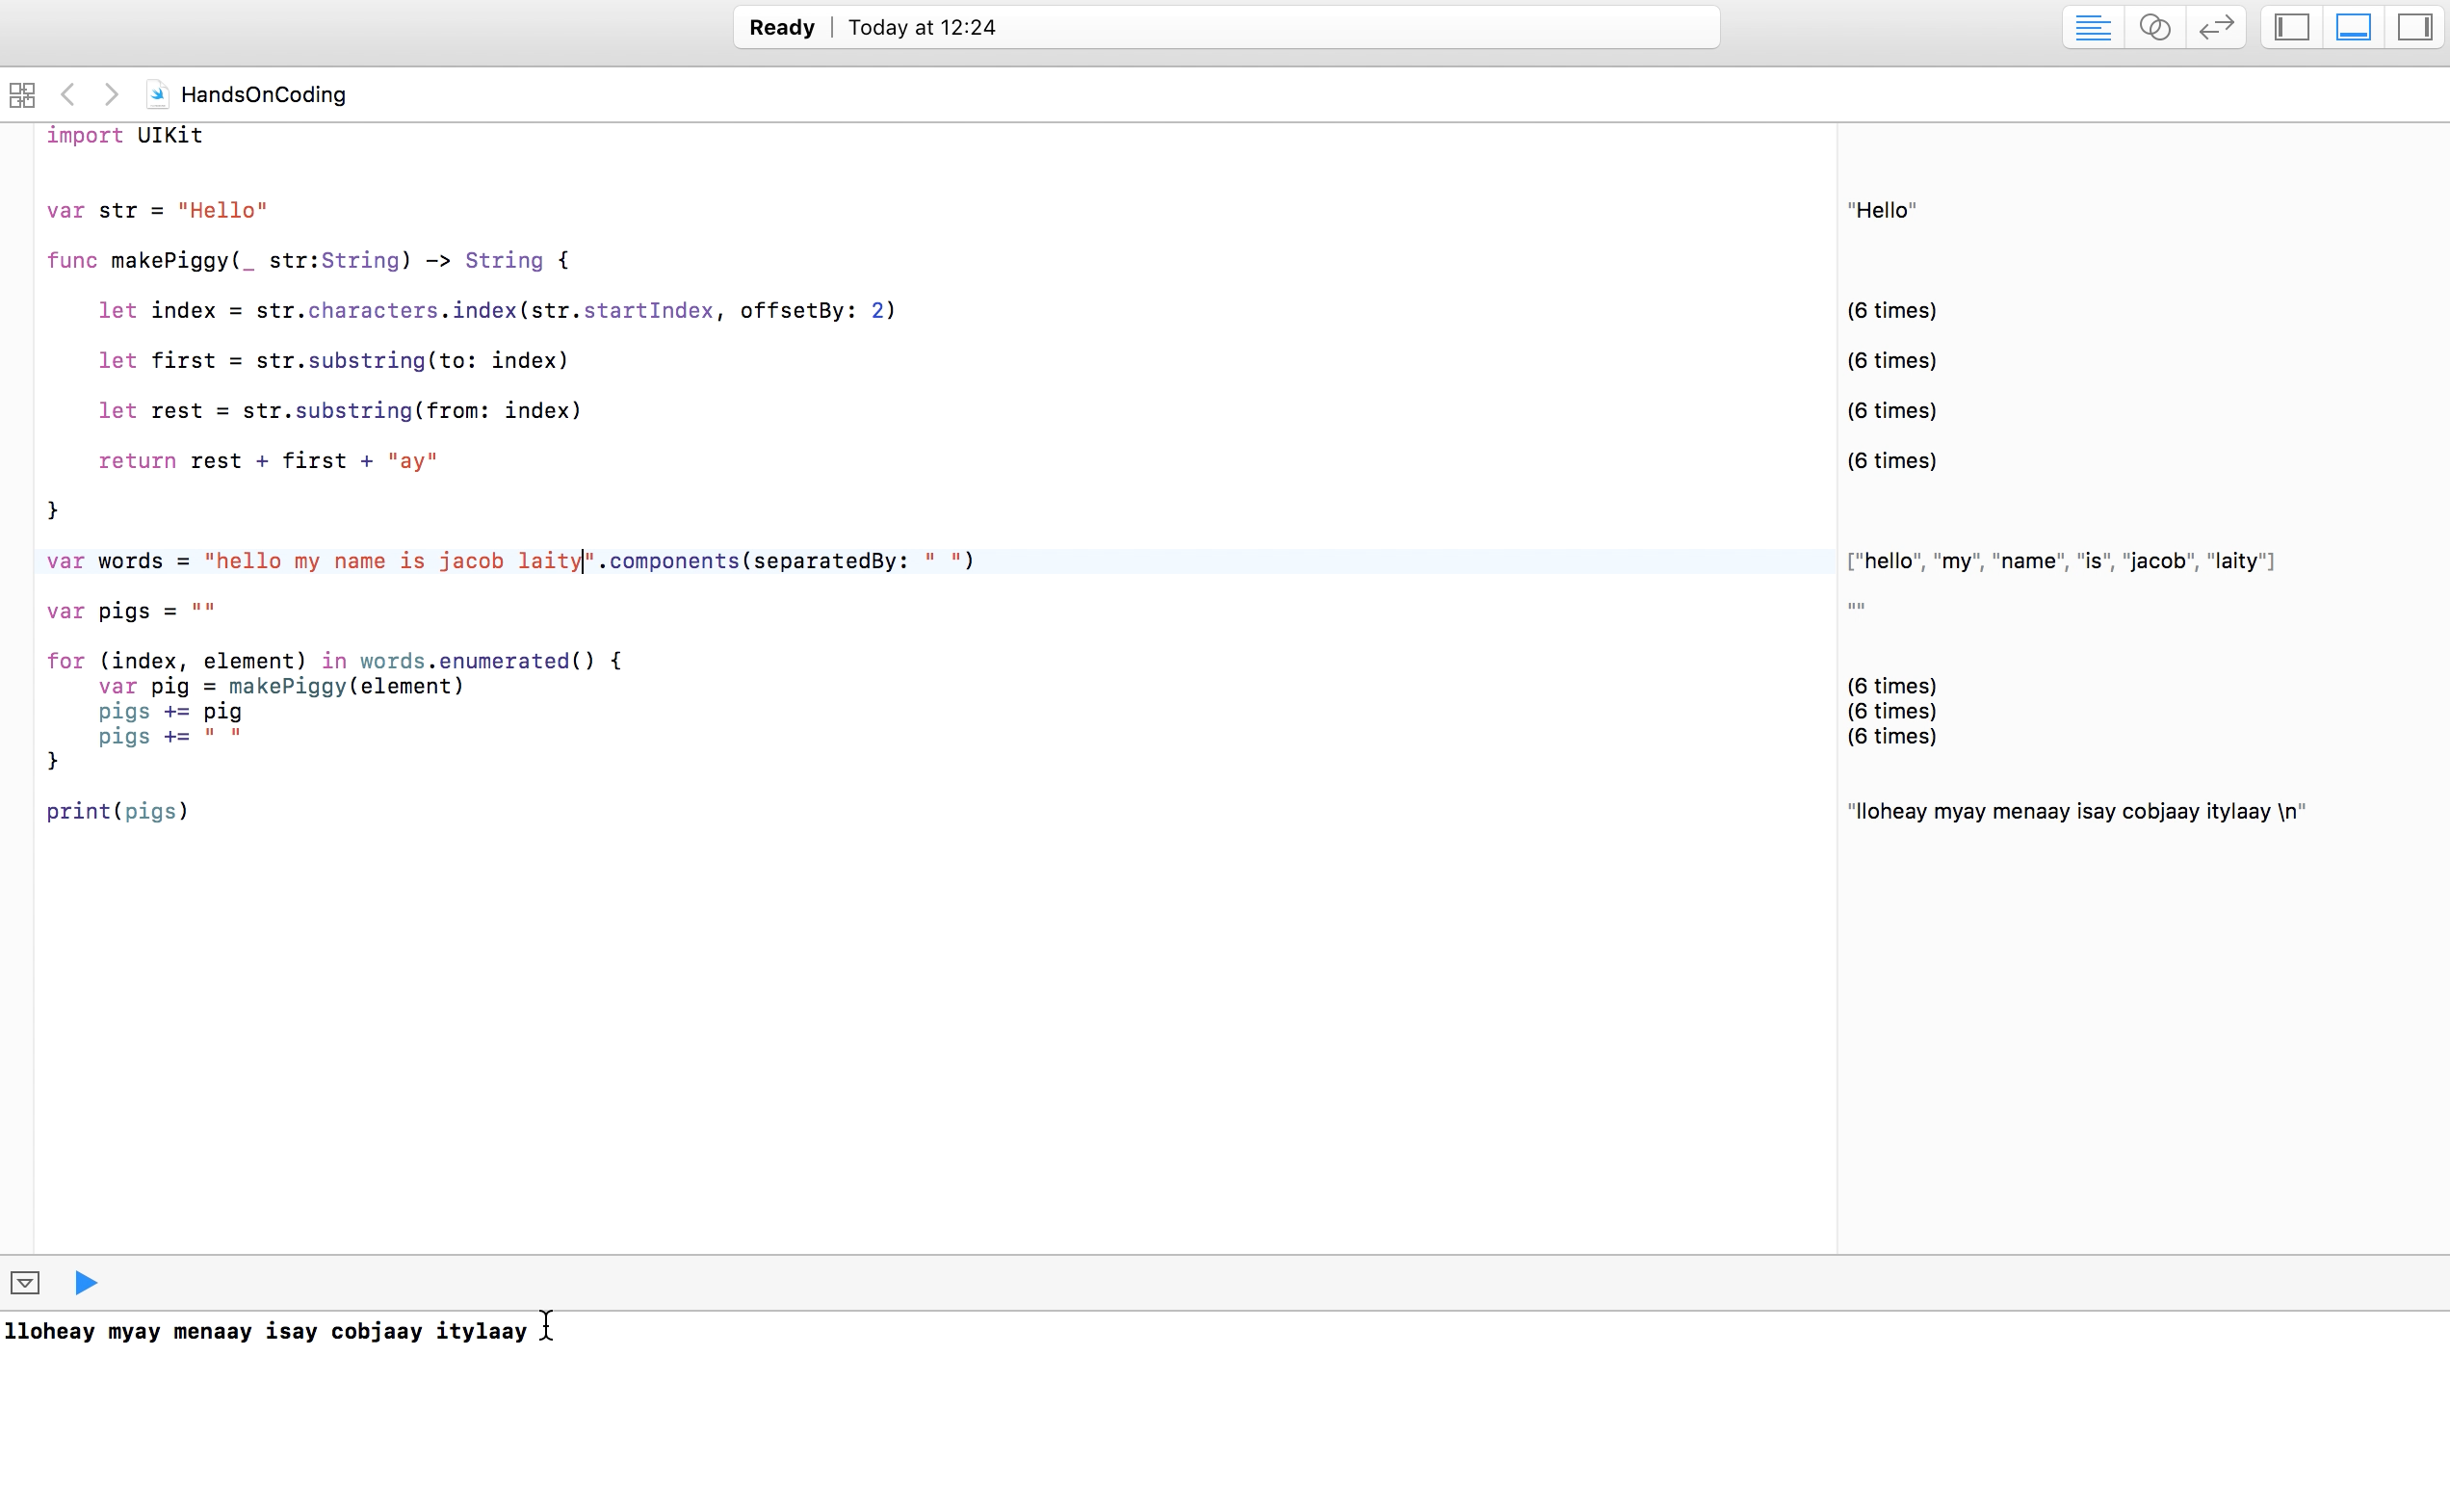 Ready | Today at 12:24
HandsOnCoding
import UIKit
var str = "Hello"
"Hello"
func makePiggy(_ str:String) -> String {
let index = str.characters.index(str.startIndex, offsetBy: 2)
(6 times)
let first = str.substring(to: index)
(6 times)
let rest = str.substring(from: index)
(6 times)
return rest + first + "ay"
(6 times)
}
var words = "hello my name is jacob laity".components(separatedBy: " ")
["hello", "my", "name", "is", "jacob", "laity"]
var pigs = ""
""
for (index, element) in words.enumerated() {
var pig = makePiggy(element)
(6 times)
pigs += pig
(6 times)
pigs += " "
(6 times)
}
print(pigs)
"lloheay myay menaay isay cobjaay itylaay \n"
lloheay myay menaay isay cobjaay itylaay